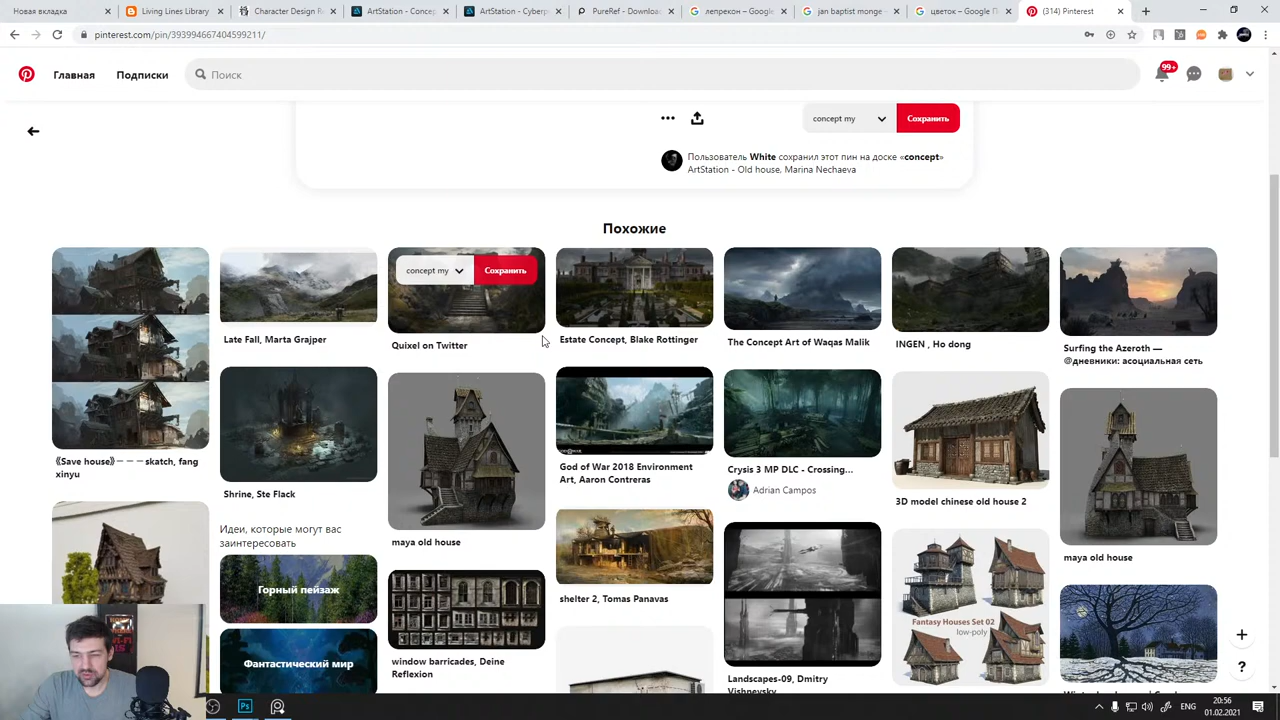 Новая вкладка
Living Lines Library
Character Design R
ArtStation - Concep
ArtStation - Cyberp
PureRef - Downloa
лепрекон – Google
jan baptist monge -
цветок – Google П
(314) Pinterest
pinterest.com/pin/393994667404599211/
Главная
Подписки
Поиск
99+
concept my
Сохранить
Пользователь White сохранил этот пин на доске «concept»
ArtStation - Old house, Marina Nechaeva
Похожие
concept my
Сохранить
Late Fall, Marta Grajper
Quixel on Twitter
Estate Concept, Blake Rottinger
The Concept Art of Waqas Malik
INGEN , Ho dong
Surfing the Azeroth —
@дневники: асоциальная сеть
《Save house》－－－skatch, fang
xinyu
Shrine, Ste Flack
God of War 2018 Environment
Art, Aaron Contreras
Crysis 3 MP DLC - Crossing...
Adrian Campos
3D model chinese old house 2
Идеи, которые могут вас
заинтересовать
maya old house
maya old house
Горный пейзаж
shelter 2, Tomas Panavas
Fantasy Houses Set 02
low-poly
Фантастический мир
window barricades, Deine
Reflexion
Landscapes-09, Dmitry
Vishnevsky
?
Ps
ENG
20:56
01.02.2021